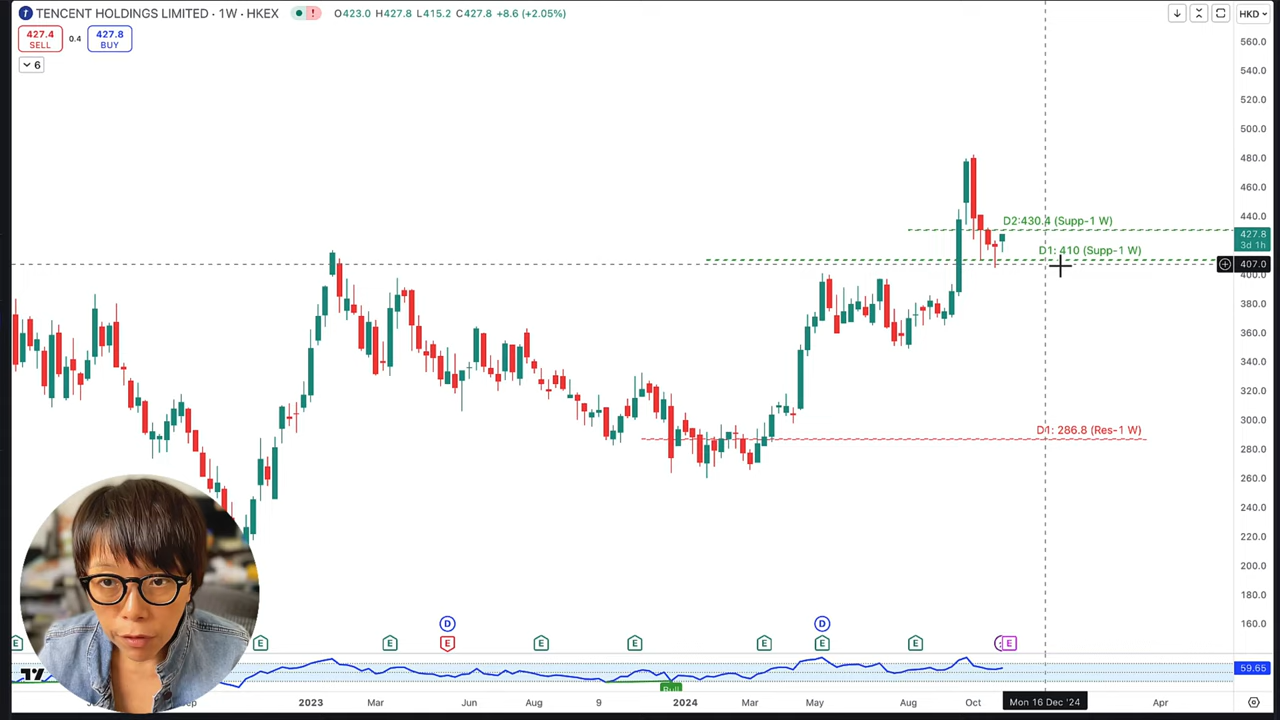 TENCENT HOLDINGS LIMITED · 1W · HKEX ! O423.0 H427.8 L415.2 C427.8 +8.6 (+2.05%) HKD
427.4 SELL 0.4 427.8 BUY
6
560.0
540.0
520.0
500.0
480.0
460.0
440.0
D2:430.4 (Supp-1 W)
427.8
3d 1h
D1: 410 (Supp-1 W)
407.0
400.0
380.0
360.0
340.0
320.0
300.0
D1: 286.8 (Res-1 W)
280.0
260.0
240.0
220.0
200.0
180.0
160.0
D D
E E E E E E E E E E
59.65
Bull
2023 Mar Jun Aug 9 2024 Mar May Aug Oct Mon 16 Dec '24 Apr